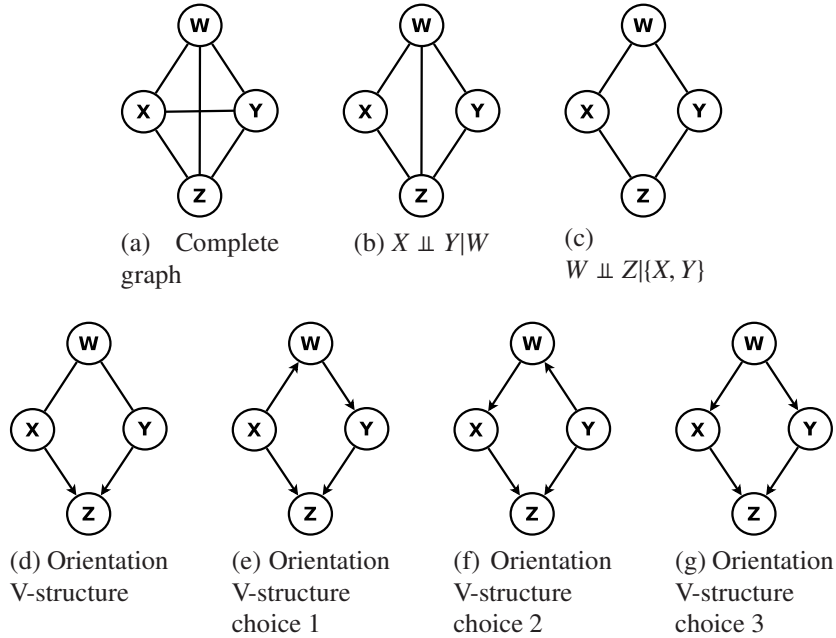 W
X
Y
Z
W
X
Y
Z
W
X
Y
Z
(a) Complete
graph
(b) X ⫫ Y|W
(c)
W ⫫ Z|{X, Y}
W
X
Y
Z
W
X
Y
Z
W
X
Y
Z
W
X
Y
Z
(d) Orientation
V-structure
(e) Orientation
V-structure
choice 1
(f) Orientation
V-structure
choice 2
(g) Orientation
V-structure
choice 3